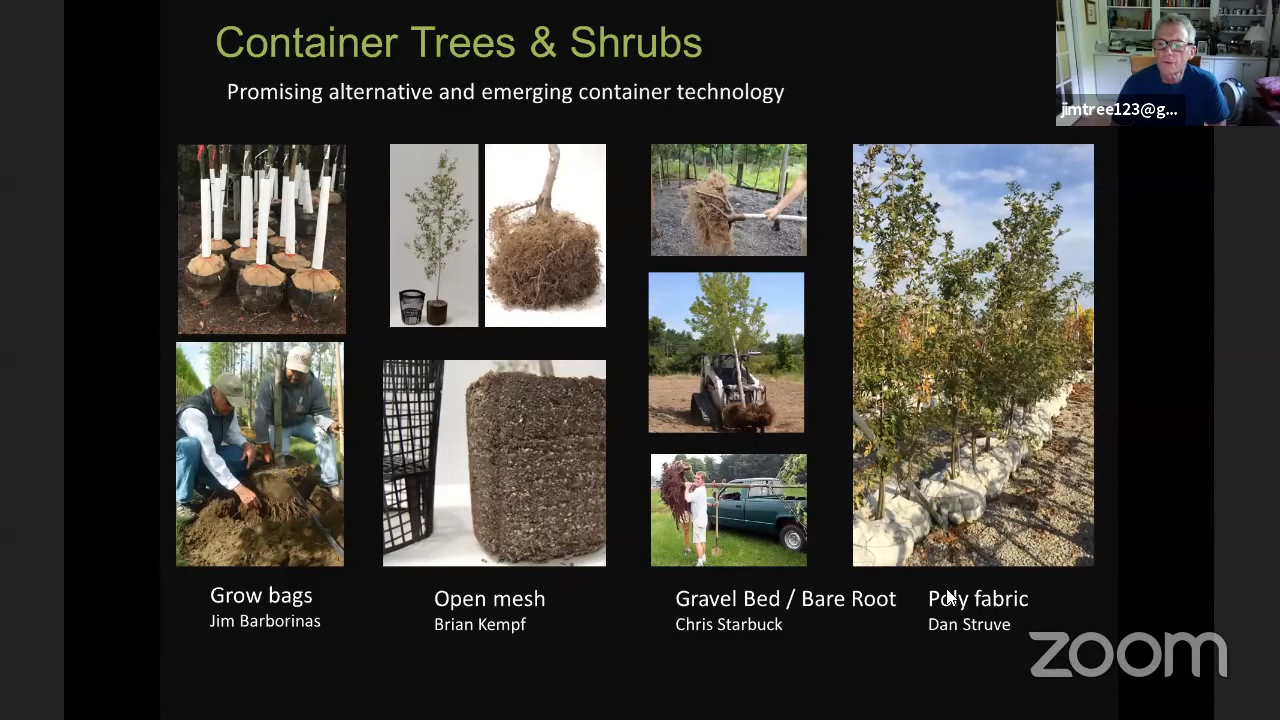 Container Trees & Shrubs
Promising alternative and emerging container technology
jimtree123@g...
Grow bags
Jim Barborinas
Open mesh
Brian Kempf
Gravel Bed / Bare Root
Chris Starbuck
Poly fabric
Dan Struve
zoom